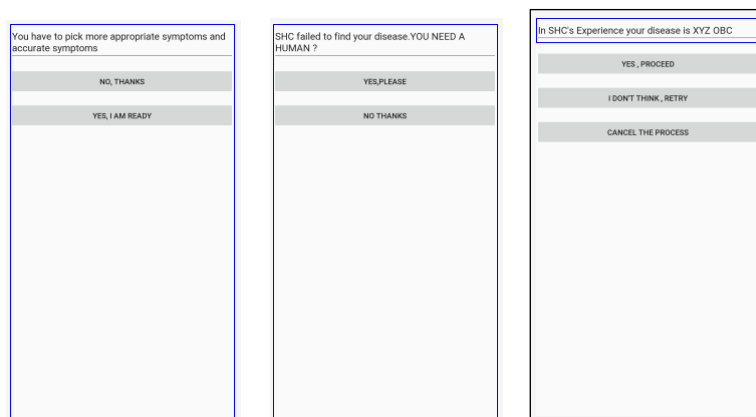 You have to pick more appropriate symptoms and
accurate symptoms
NO, THANKS
YES, I AM READY
SHC failed to find your disease.YOU NEED A
HUMAN ?
YES,PLEASE
NO THANKS
In SHC's Experience your disease is XYZ OBC
YES , PROCEED
I DON'T THINK , RETRY
CANCEL THE PROCESS